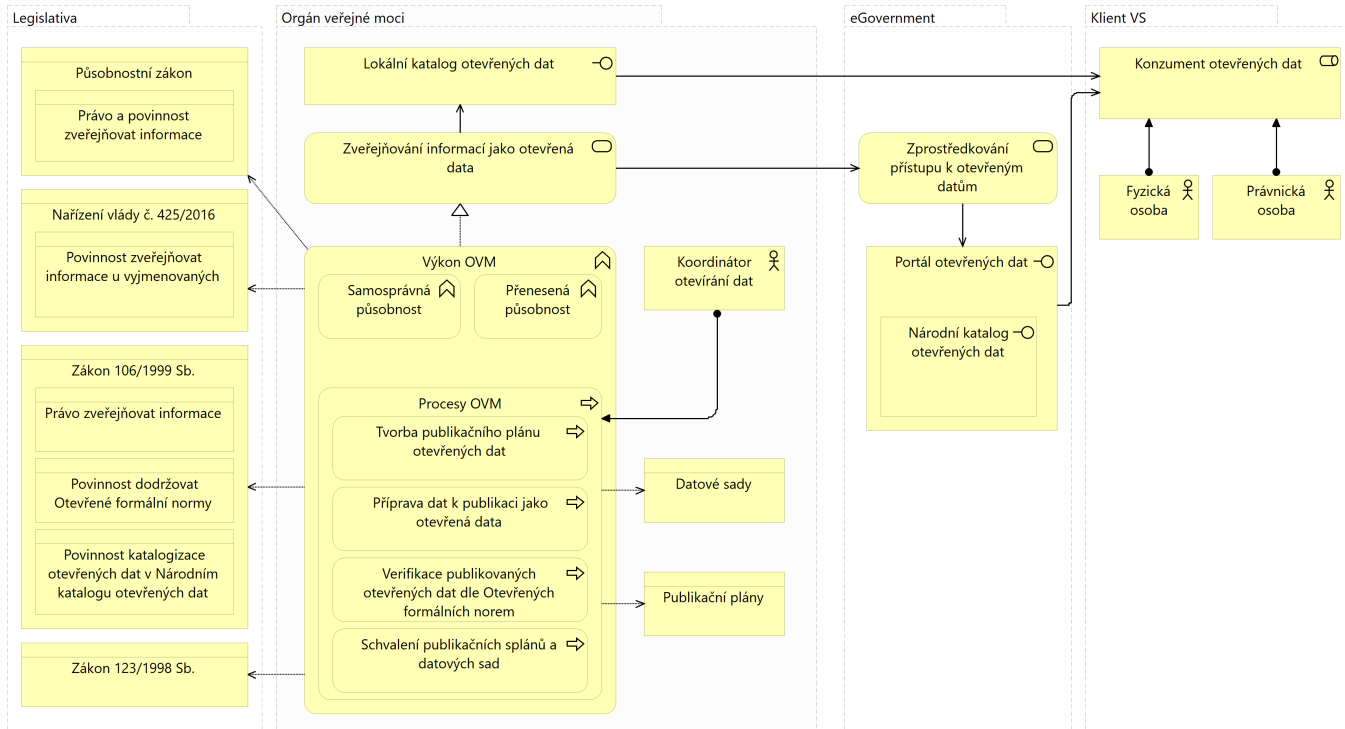 Legislativa
Působnostní zákon
Právo a povinnost
zveřejňovat informace
Nařízení vlády č. 425/2016
Povinnost zveřejňovat
informace u vyjmenovaných
Zákon 106/1999 Sb.
Právo zveřejňovat informace
Povinnost dodržovat
Otevřené formální normy
Povinnost katalogizace
otevřených dat v Národním
katalogu otevřených dat
Zákon 123/1998 Sb.
Orgán veřejné moci
Lokální katalog otevřených dat
Zveřejňování informací jako otevřená
data
Výkon OVM
Samosprávná
působnost
Přenesená
působnost
Procesy OVM
Tvorba publikačního plánu
otevřených dat
Příprava dat k publikaci jako
otevřená data
Verifikace publikovaných
otevřených dat dle Otevřených
formálních norem
Schvalení publikačních splánů a
datových sad
Koordinátor
otevírání dat
Datové sady
Publikační plány
eGovernment
Zprostředkování
přístupu k otevřeným
datům
Portál otevřených dat
Národní katalog
otevřených dat
Klient VS
Konzument otevřených dat
Fyzická
osoba
Právnická
osoba